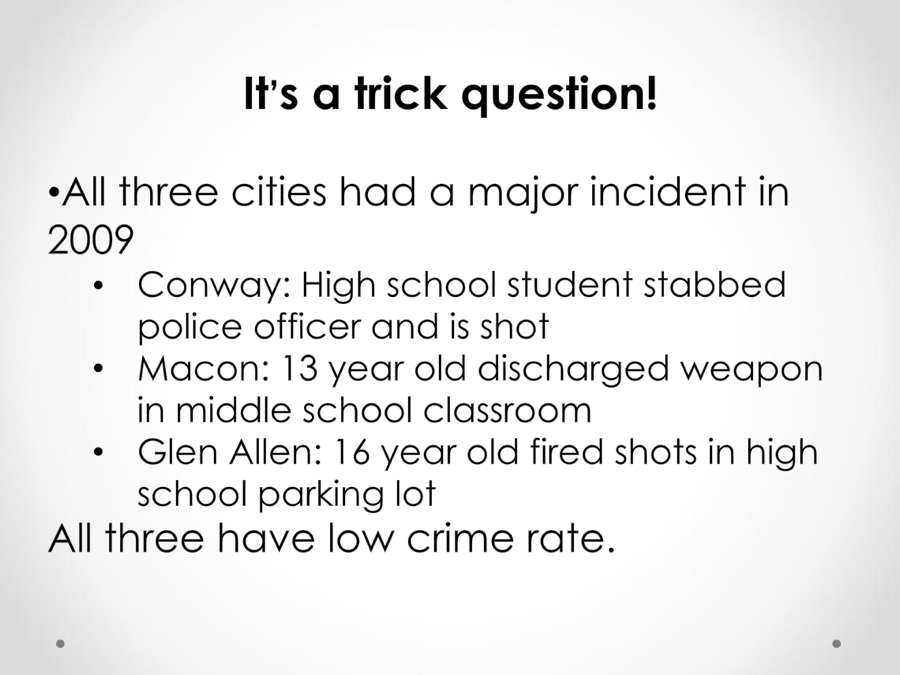 It's a trick question!
•All three cities had a major incident in
2009
• Conway: High school student stabbed
police officer and is shot
• Macon: 13 year old discharged weapon
in middle school classroom
• Glen Allen: 16 year old fired shots in high
school parking lot
All three have low crime rate.